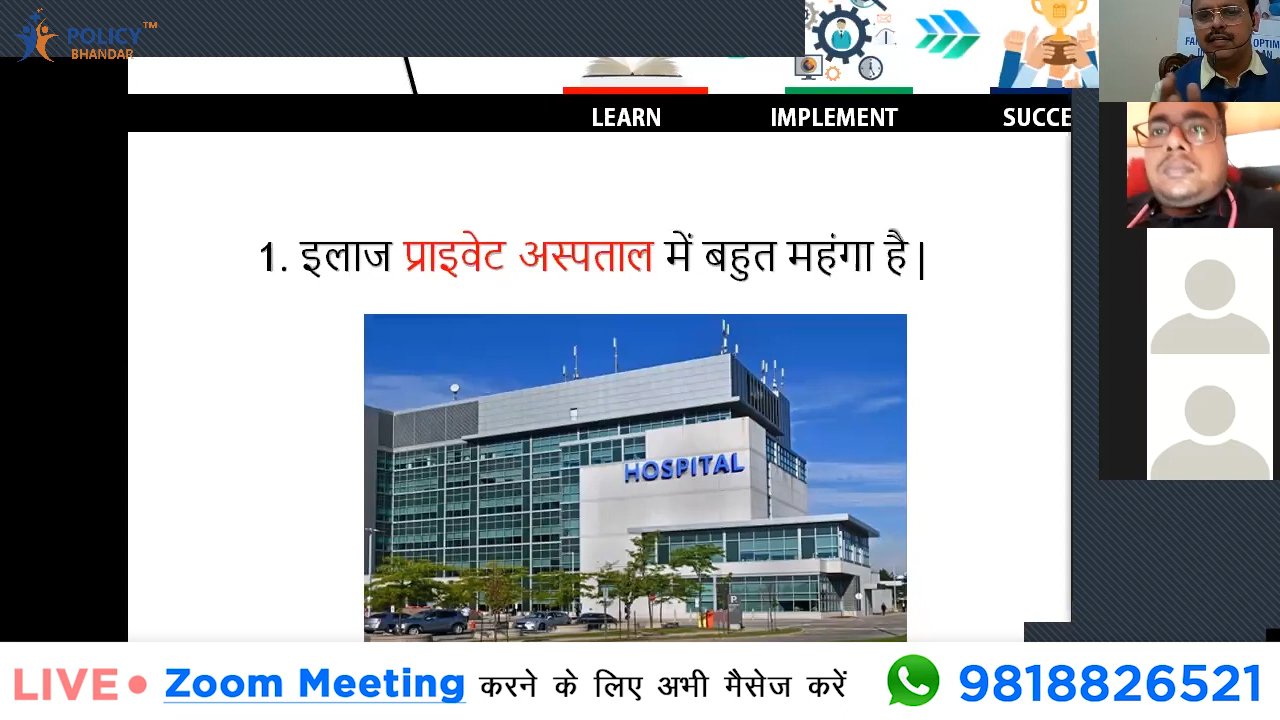 POLICY™
BHANDAR
LEARN
IMPLEMENT
SUCCE
1. इलाज प्राइवेट अस्पताल में बहुत महंगा है|
HOSPITAL
P
LIVE
Zoom Meeting करने के लिए अभी मैसेज करें
9818826521